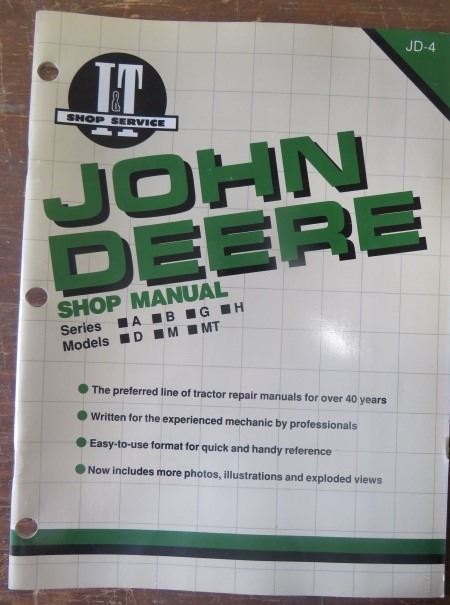 JD-4
I&T
SHOP SERVICE
JOHN
DEERE
SHOP MANUAL
Series ■ A ■ B ■ G ■ H
Models ■ D ■ M ■ MT
● The preferred line of tractor repair manuals for over 40 years
● Written for the experienced mechanic by professionals
● Easy-to-use format for quick and handy reference
● Now includes more photos, illustrations and exploded views